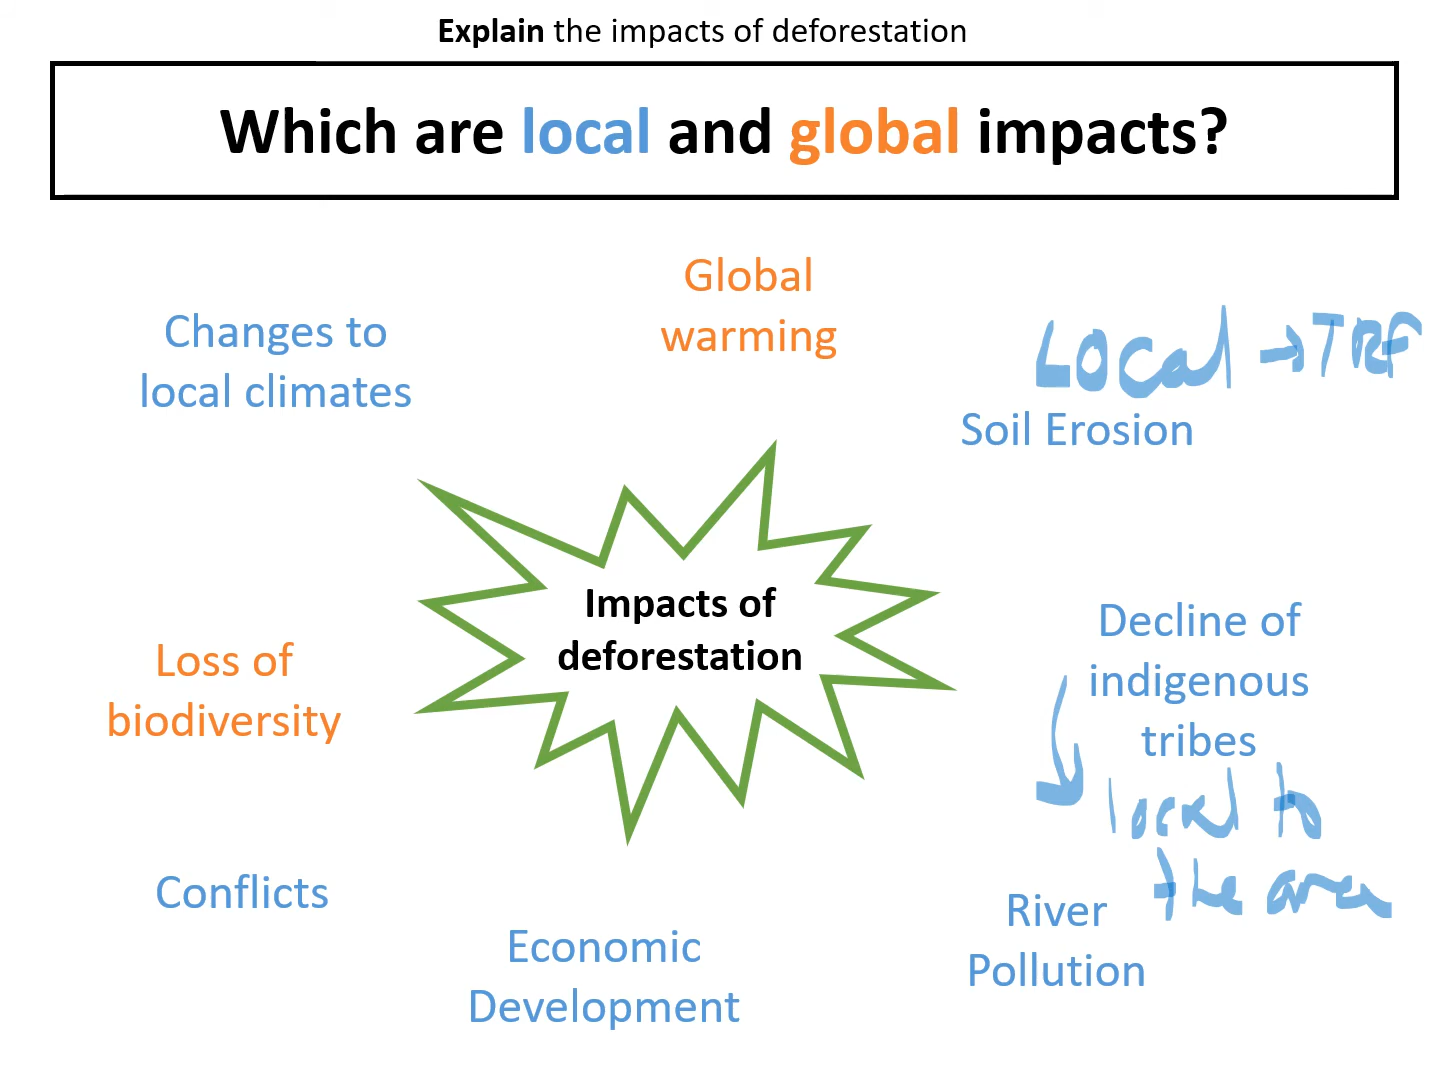 Explain the impacts of deforestation
Which are local and global impacts?
Global
warming
Changes to
local climates
Local → TRF
Soil Erosion
Impacts of
deforestation
Decline of
indigenous
tribes
local to
the area
Loss of
biodiversity
Conflicts
River
Pollution
Economic
Development